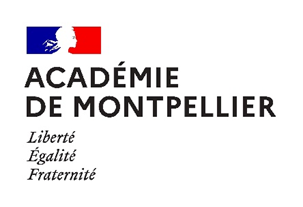 ACADÉMIE
DE MONTPELLIER
Liberté
Égalité
Fraternité